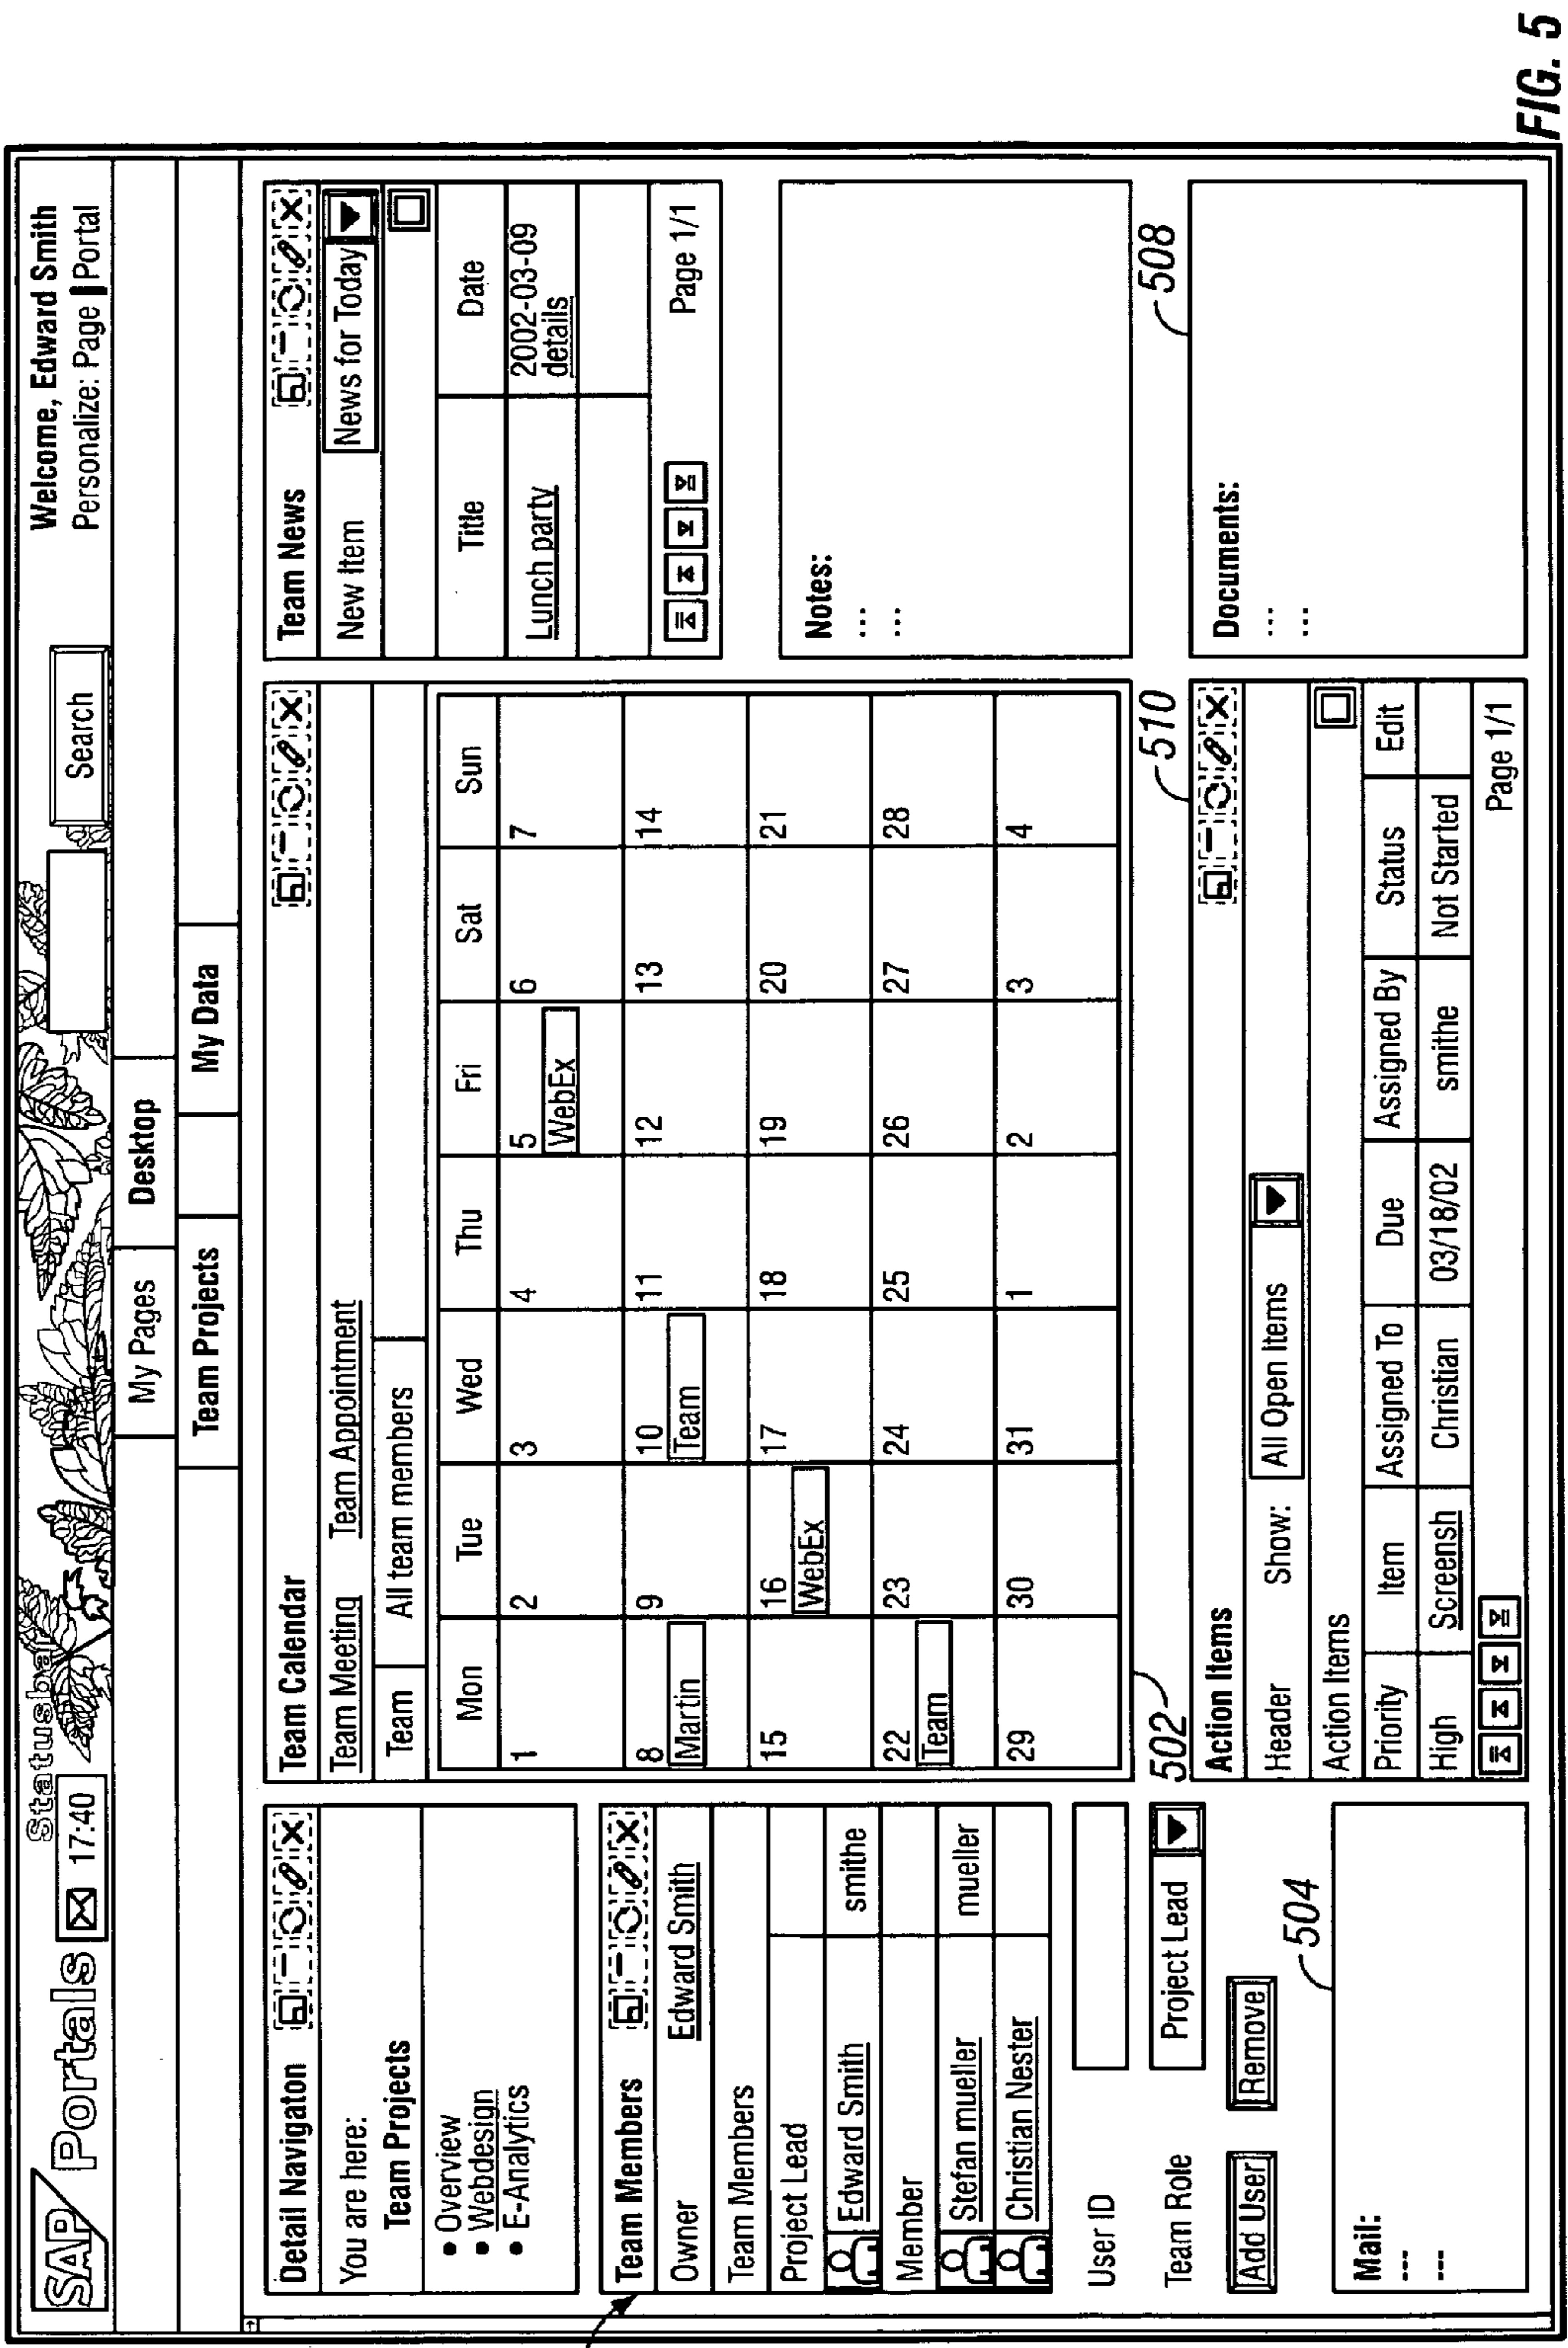 SAP Portals
Statusbar
17:40
Search
Welcome, Edward Smith
Personalize: Page Portal
My Pages
Desktop
Team Projects
My Data
Detail Navigaton
You are here:
Team Projects
• Overview
• Webdesign
• E-Analytics
Team Members
Owner Edward Smith
Team Members
Project Lead
Edward Smith smithe
Member
Stefan mueller mueller
Christian Nester
User ID
Team Role Project Lead
Add User Remove
504
Mail:
---
---
Team Calendar
Team Meeting Team Appointment
Team All team members
Mon Tue Wed Thu Fri Sat Sun
1 2 3 4 5 6 7
WebEx
8 9 10 11 12 13 14
Martin Team
15 16 17 18 19 20 21
WebEx
22 23 24 25 26 27 28
Team
29 30 31 1 2 3 4
502
510
Action Items
Header Show: All Open Items
Action Items
Priority Item Assigned To Due Assigned By Status Edit
High Screensh Christian 03/18/02 smithe Not Started
Page 1/1
Team News
New Item News for Today
Title Date
Lunch party 2002-03-09
details
Page 1/1
Notes:
...
...
508
Documents:
...
...
FIG. 5